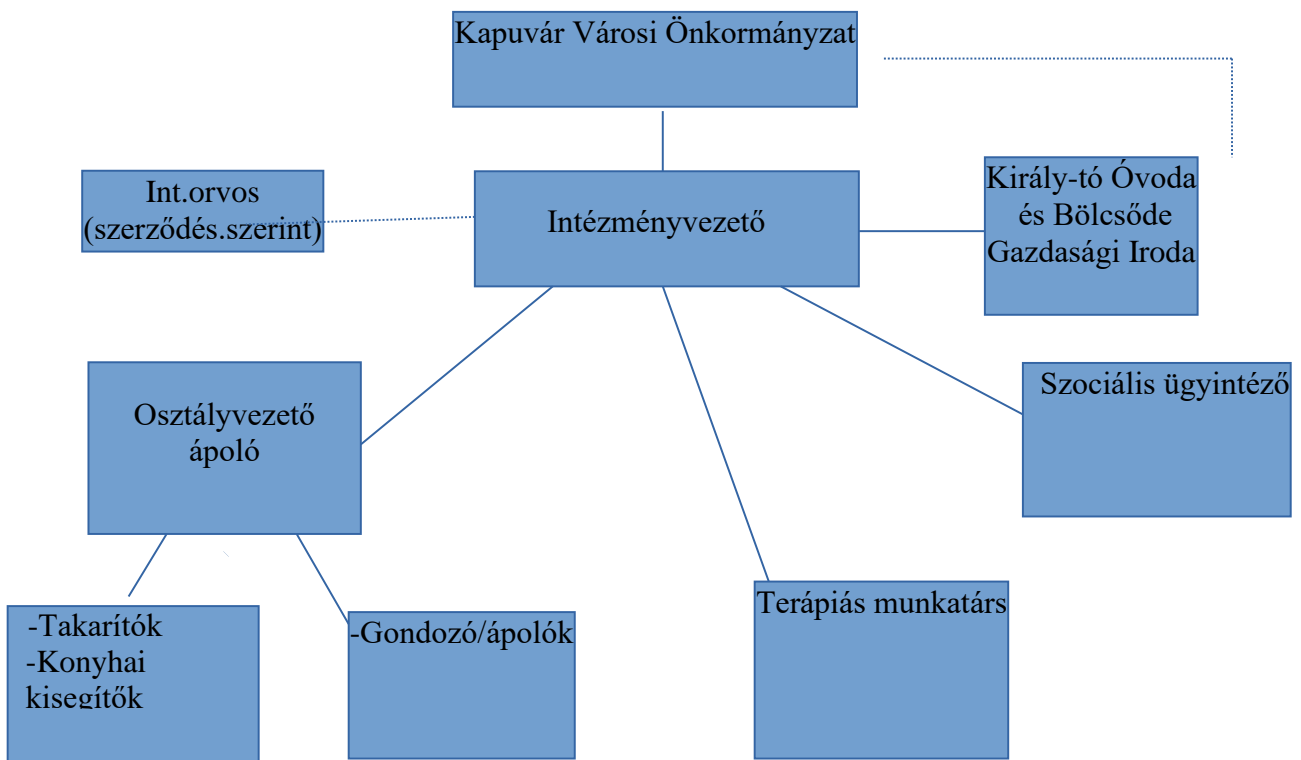 Kapuvár Városi Önkormányzat
Int.orvos
(szerződés.szerint)
Intézményvezető
Király-tó Óvoda
és Bölcsőde
Gazdasági Iroda
Osztályvezető
ápoló
Szociális ügyintéző
-Takarítók
-Konyhai
kisegítők
-Gondozó/ápolók
Terápiás munkatárs